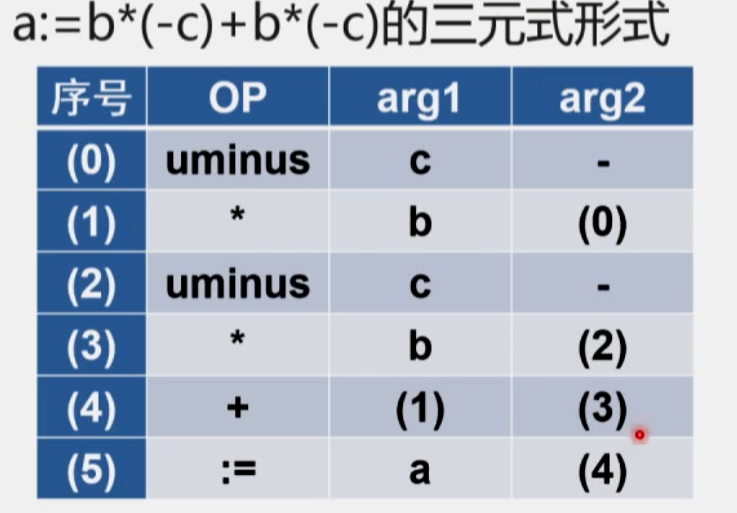 a:=b*(-c)+b*(-c)的三元式形式
序号 OP arg1 arg2
(0) uminus c -
(1) * b (0)
(2) uminus c -
(3) * b (2)
(4) + (1) (3)
(5) := a (4)